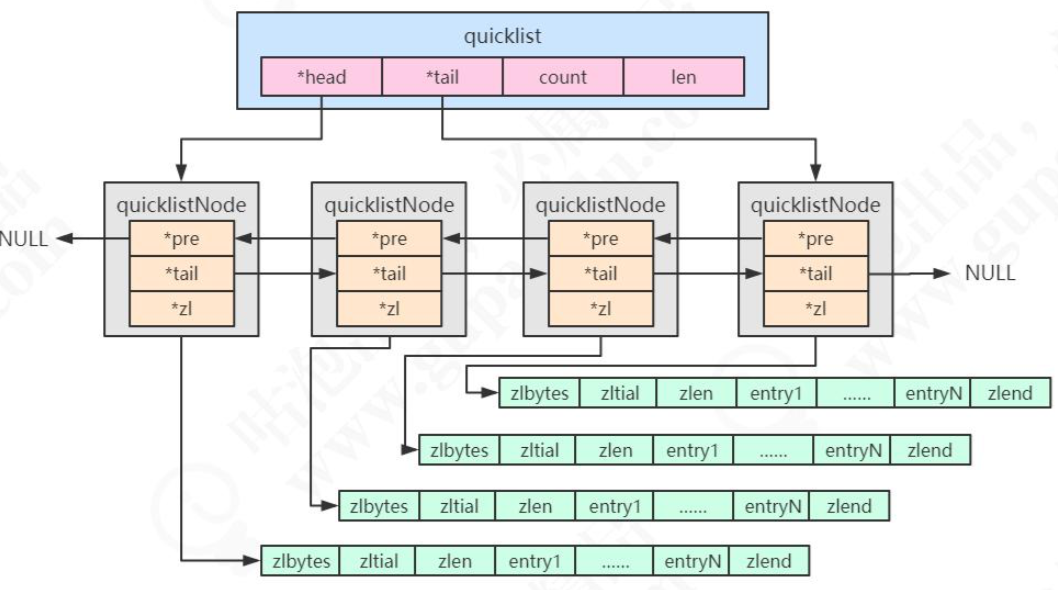 quicklist
*head *tail count len
quicklistNode quicklistNode quicklistNode quicklistNode
NULL *pre *pre *pre *pre
*tail *tail *tail *tail NULL
*zl *zl *zl *zl
zlbytes zltial zlen entry1 ...... entryN zlend
zlbytes zltial zlen entry1 ...... entryN zlend
zlbytes zltial zlen entry1 ...... entryN zlend
zlbytes zltial zlen entry1 ...... entryN zlend